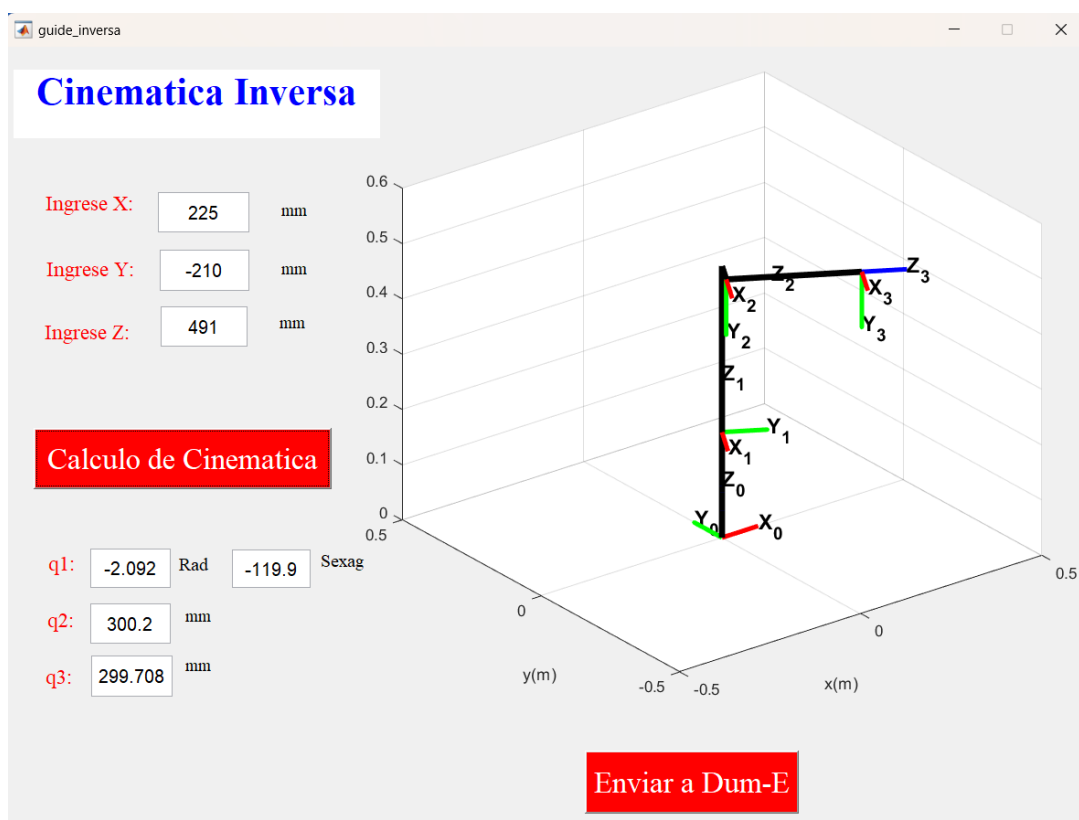 guide_inversa
Cinematica Inversa
Ingrese X: 225 mm
Ingrese Y: -210 mm
Ingrese Z: 491 mm
Calculo de Cinematica
q1: -2.092 Rad -119.9 Sexag
q2: 300.2 mm
q3: 299.708 mm
0.6
0.5
0.4
0.3
0.2
0.1
0
0.5
0
-0.5
y(m)
-0.5
0
0.5
x(m)
Z2
X2
Y2
Z3
X3
Y3
Z1
Y1
X1
Z0
Y0
X0
Enviar a Dum-E